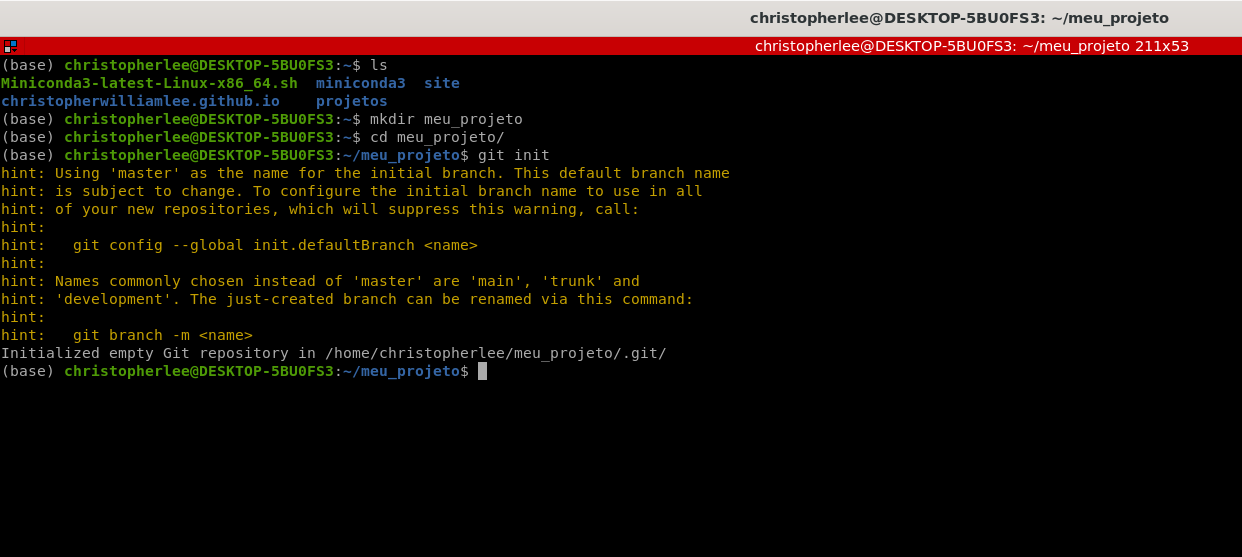 christopherlee@DESKTOP-5BU0FS3: ~/meu_projeto
christopherlee@DESKTOP-5BU0FS3: ~/meu_projeto 211x53
(base) christopherlee@DESKTOP-5BU0FS3:~$ ls
Miniconda3-latest-Linux-x86_64.sh  miniconda3  site
christopherwilliamlee.github.io    projetos
(base) christopherlee@DESKTOP-5BU0FS3:~$ mkdir meu_projeto
(base) christopherlee@DESKTOP-5BU0FS3:~$ cd meu_projeto/
(base) christopherlee@DESKTOP-5BU0FS3:~/meu_projeto$ git init
hint: Using 'master' as the name for the initial branch. This default branch name
hint: is subject to change. To configure the initial branch name to use in all
hint: of your new repositories, which will suppress this warning, call:
hint:
hint:   git config --global init.defaultBranch <name>
hint:
hint: Names commonly chosen instead of 'master' are 'main', 'trunk' and
hint: 'development'. The just-created branch can be renamed via this command:
hint:
hint:   git branch -m <name>
Initialized empty Git repository in /home/christopherlee/meu_projeto/.git/
(base) christopherlee@DESKTOP-5BU0FS3:~/meu_projeto$